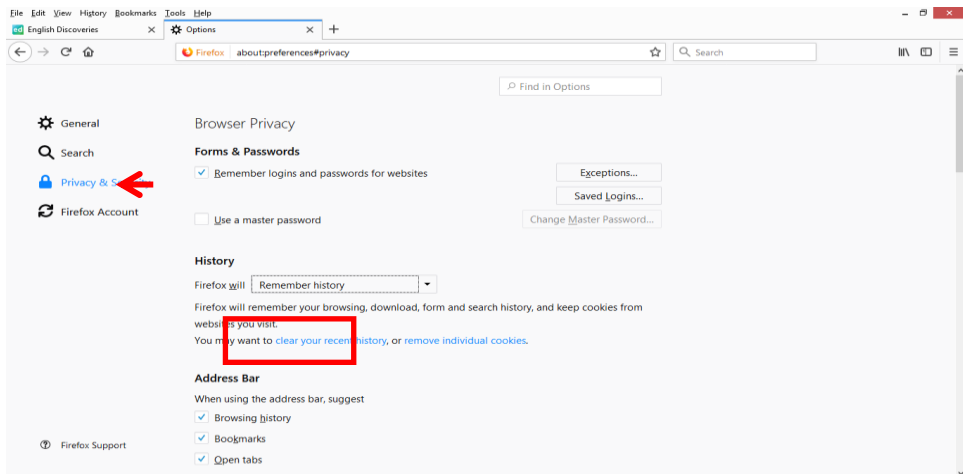 File Edit View History Bookmarks Tools Help
ed English Discoveries
Options
Firefox about:preferences#privacy
Search
Find in Options
General
Search
Privacy &
Firefox Account
Browser Privacy
Forms & Passwords
Remember logins and passwords for websites
Exceptions...
Saved Logins...
Use a master password
Change Master Password...
History
Firefox will Remember history
Firefox will remember your browsing, download, form and search history, and keep cookies from
websites you visit.
You may want to clear your recent history, or remove individual cookies.
Address Bar
When using the address bar, suggest
Browsing history
Bookmarks
Open tabs
Firefox Support